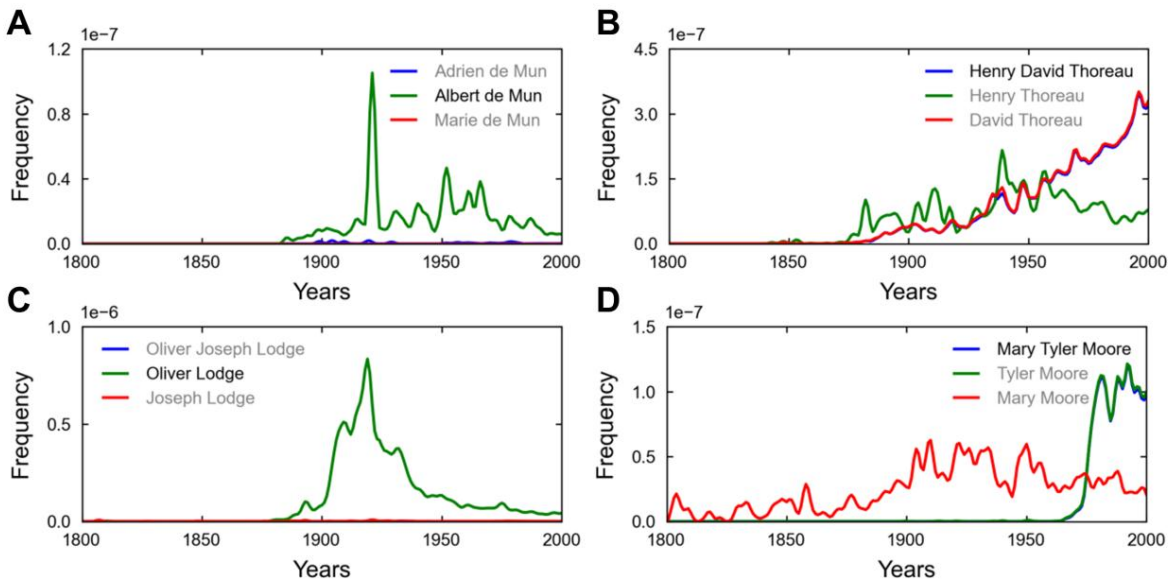 A
1e−7
1.2
0.8
0.4
0.0
Frequency
Adrien de Mun
Albert de Mun
Marie de Mun
1800 1850 1900 1950 2000
Years
B
1e−7
4.5
3.0
1.5
0.0
Frequency
Henry David Thoreau
Henry Thoreau
David Thoreau
1800 1850 1900 1950 2000
Years
C
1e−6
1.0
0.5
0.0
Frequency
Oliver Joseph Lodge
Oliver Lodge
Joseph Lodge
1800 1850 1900 1950 2000
Years
D
1e−7
1.5
1.0
0.5
0.0
Frequency
Mary Tyler Moore
Tyler Moore
Mary Moore
1800 1850 1900 1950 2000
Years